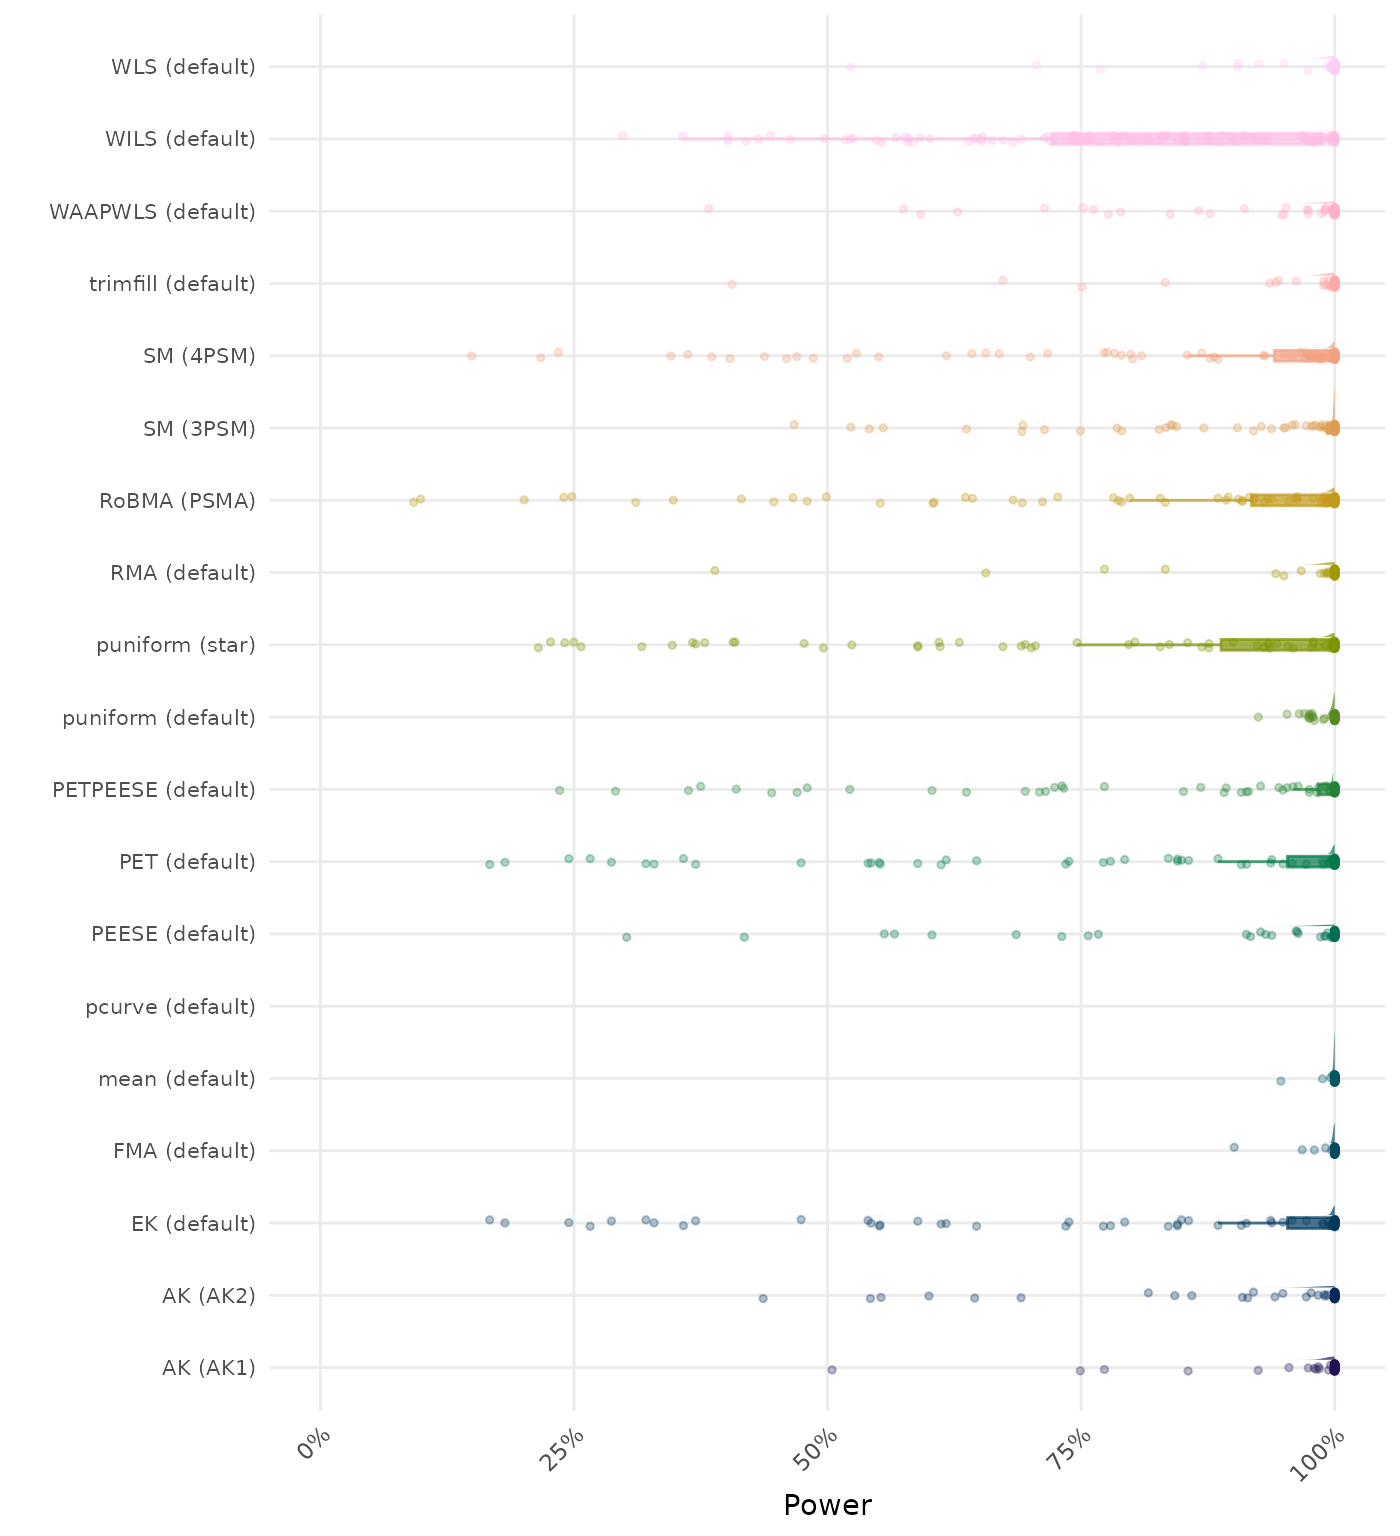 WLS (default)
WILS (default)
WAAPWLS (default)
trimfill (default)
SM (4PSM)
SM (3PSM)
RoBMA (PSMA)
RMA (default)
puniform (star)
puniform (default)
PETPEESE (default)
PET (default)
PEESE (default)
pcurve (default)
mean (default)
FMA (default)
EK (default)
AK (AK2)
AK (AK1)
0%
25%
50%
75%
100%
Power